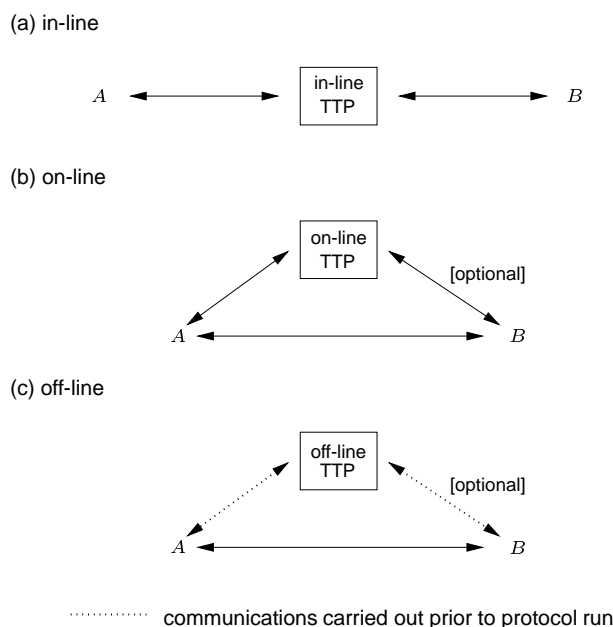 (a) in-line
A
in-line
TTP
B
(b) on-line
on-line
TTP
[optional]
A
B
(c) off-line
off-line
TTP
[optional]
A
B
communications carried out prior to protocol run